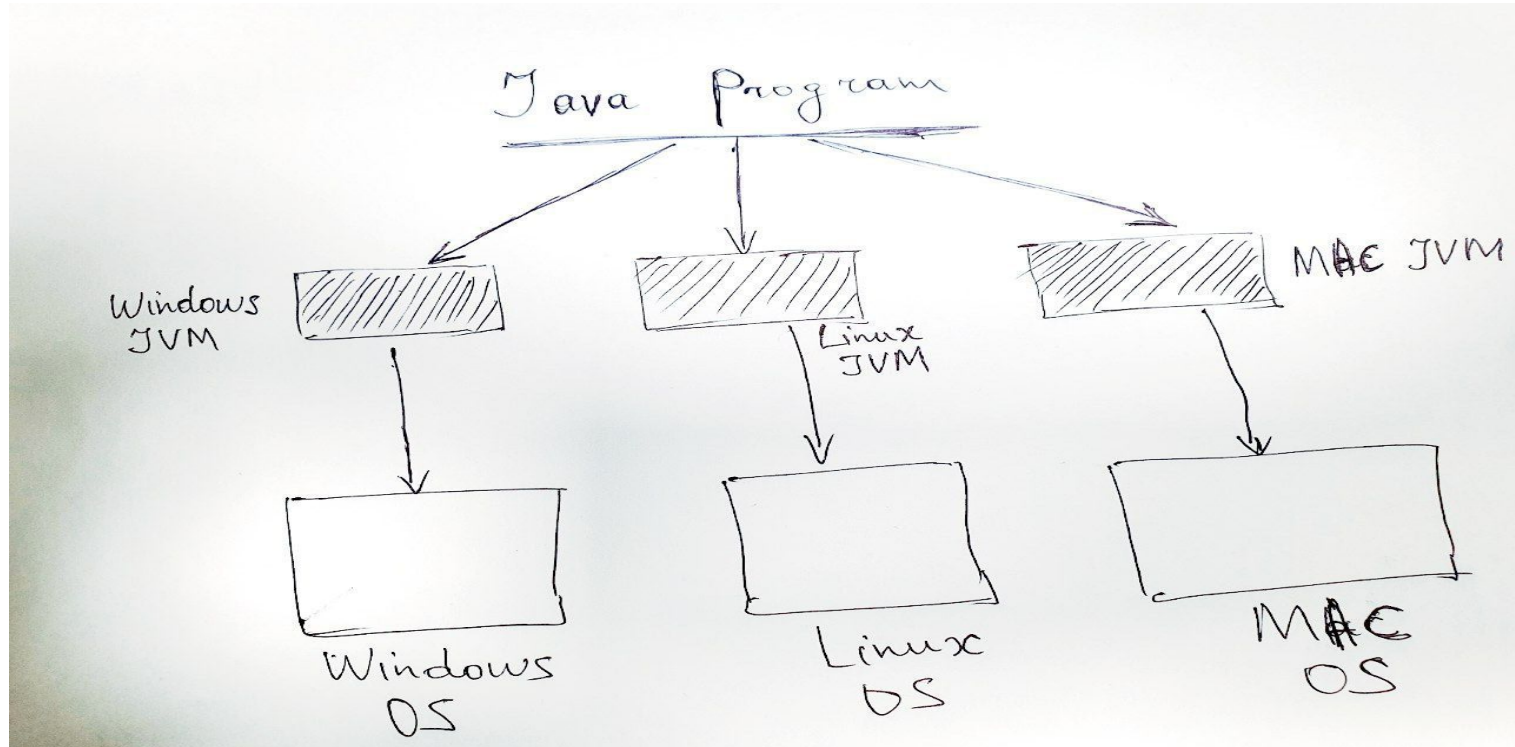 Java Program
Windows
JVM
Linux
JVM
MAC JVM
Windows
OS
Linux
OS
MAC
OS